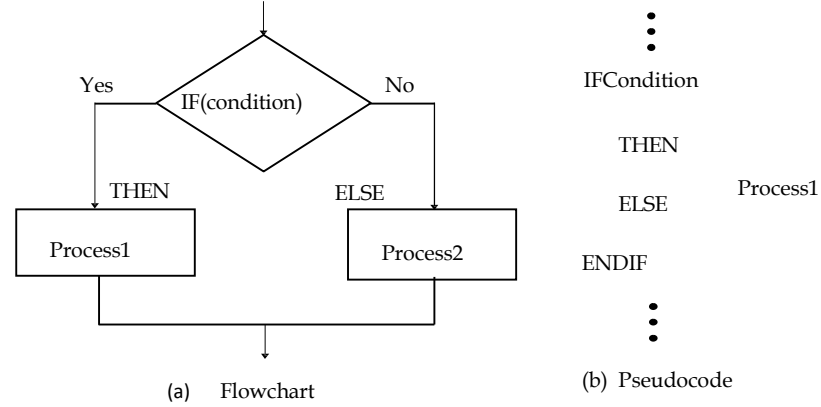 Yes
IF(condition)
No
THEN
ELSE
Process1
Process2
(a) Flowchart
IFCondition
THEN
Process1
ELSE
ENDIF
(b) Pseudocode